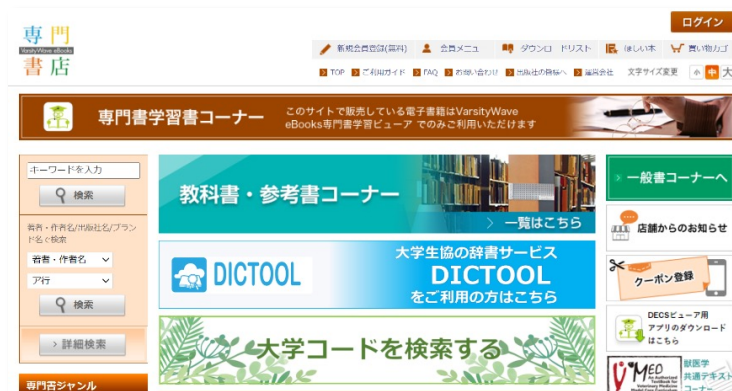 専門
VarsityWave eBooks
書店
ログイン
新規会員登録(無料)
会員メニュー
ダウンロードリスト
ほしい本
買い物カゴ
TOP
ご利用ガイド
FAQ
お問い合わせ
出版社の皆様へ
運営会社
文字サイズ変更
小
中
大
専門書学習書コーナー
このサイトで販売している電子書籍はVarsityWave
eBooks専門書学習ビューア でのみご利用いただけます
キーワードを入力
検索
著者・作者名/出版社名/ブラン
ド名で検索
著者・作者名
ア行
検索
詳細検索
専門書ジャンル
教科書・参考書コーナー
一覧はこちら
DICTOOL
大学生協の辞書サービス
DICTOOL
をご利用の方はこちら
大学コードを検索する
一般書コーナーへ
店舗からのお知らせ
クーポン登録
DECSビューア用
アプリのダウンロード
はこちら
VMED
獣医学
共通テキスト
コーナー